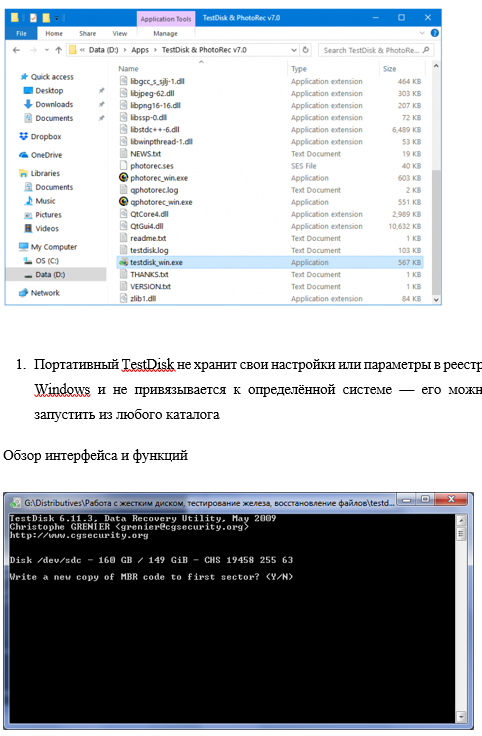 Application Tools
TestDisk & PhotoRec v7.0
File Home Share View Manage
Data (D:) > Apps > TestDisk & PhotoRec v7.0
Search TestDisk & PhotoRe...
Quick access
Desktop
Downloads
Documents
Dropbox
OneDrive
Libraries
Documents
Music
Pictures
Videos
My Computer
OS (C:)
Data (D:)
Network
Name Type Size
libgcc_s_sjlj-1.dll Application extension 464 KB
libjpeg-62.dll Application extension 303 KB
libpng16-16.dll Application extension 207 KB
libssp-0.dll Application extension 72 KB
libstdc++-6.dll Application extension 6,489 KB
libwinpthread-1.dll Application extension 53 KB
NEWS.txt Text Document 19 KB
photorec.ses SES File 40 KB
photorec_win.exe Application 603 KB
qphotorec.log Text Document 2 KB
qphotorec_win.exe Application 551 KB
QtCore4.dll Application extension 2,989 KB
QtGui4.dll Application extension 10,632 KB
readme.txt Text Document 1 KB
testdisk.log Text Document 103 KB
testdisk_win.exe Application 567 KB
THANKS.txt Text Document 1 KB
VERSION.txt Text Document 1 KB
zlib1.dll Application extension 84 KB
1. Портативный TestDisk не хранит свои настройки или параметры в реестр
Windows и не привязывается к определённой системе — его можн
запустить из любого каталога
Обзор интерфейса и функций
G:\Distributives\Работа с жестким диском, тестирование железа, восстановление файлов\testd...
TestDisk 6.11.3, Data Recovery Utility, May 2009
Christophe GRENIER <grenier@cgsecurity.org>
http://www.cgsecurity.org
Disk /dev/sdc - 160 GB / 149 GiB - CHS 19458 255 63
Write a new copy of MBR code to first sector? (Y/N)